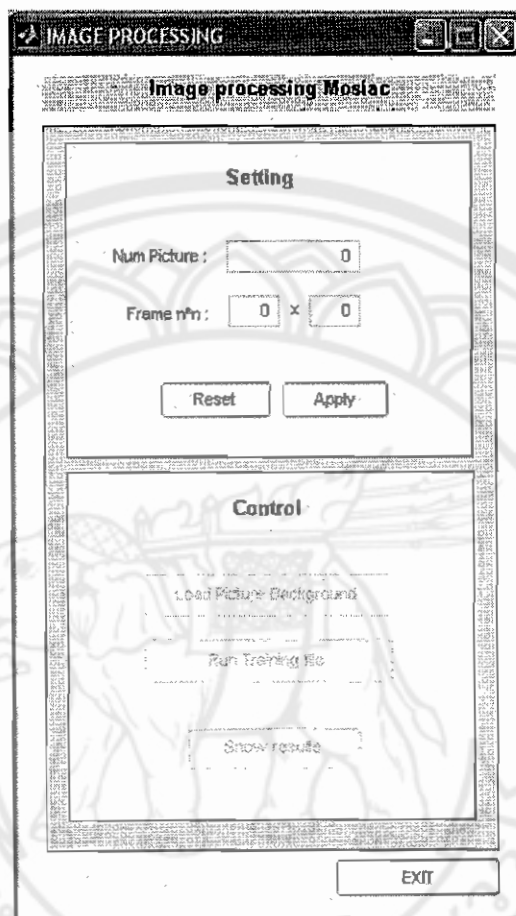 IMAGE PROCESSING
Image processing Mosiac
Setting
Num Picture : 0
Frame n*n : 0 x 0
Reset Apply
Control
Load Picture Background
Run Training file
Show results
EXIT